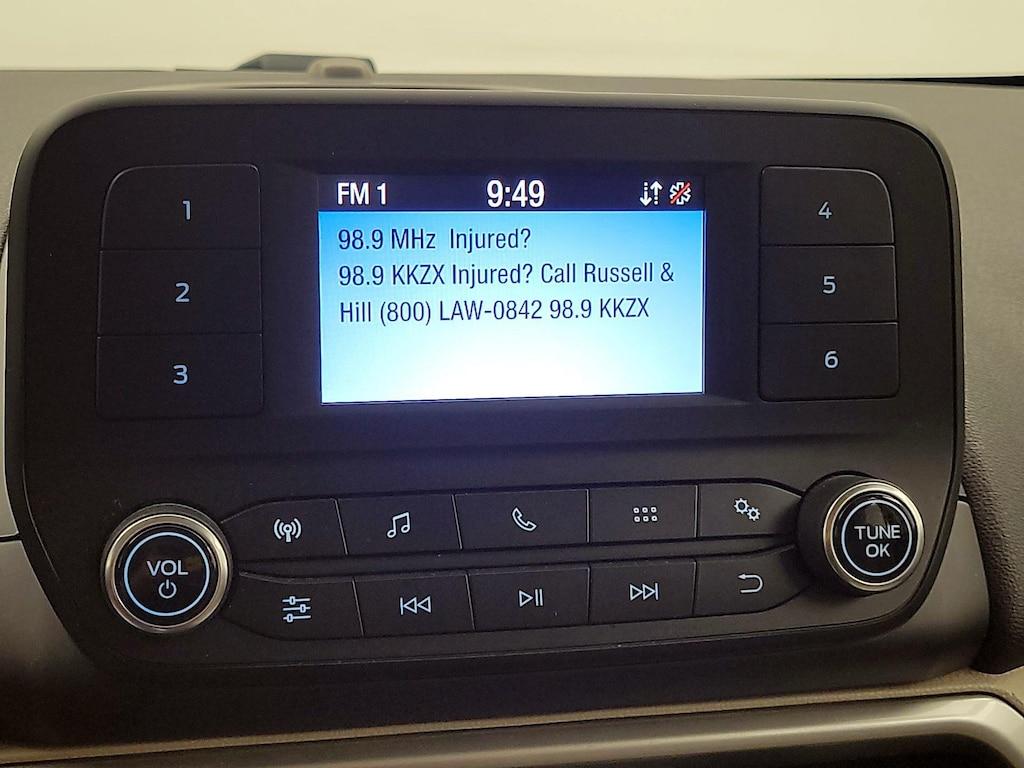 FM 1 9:49
98.9 MHz Injured?
98.9 KKZX Injured? Call Russell &
Hill (800) LAW-0842 98.9 KKZX
1
2
3
4
5
6
VOL
TUNE
OK